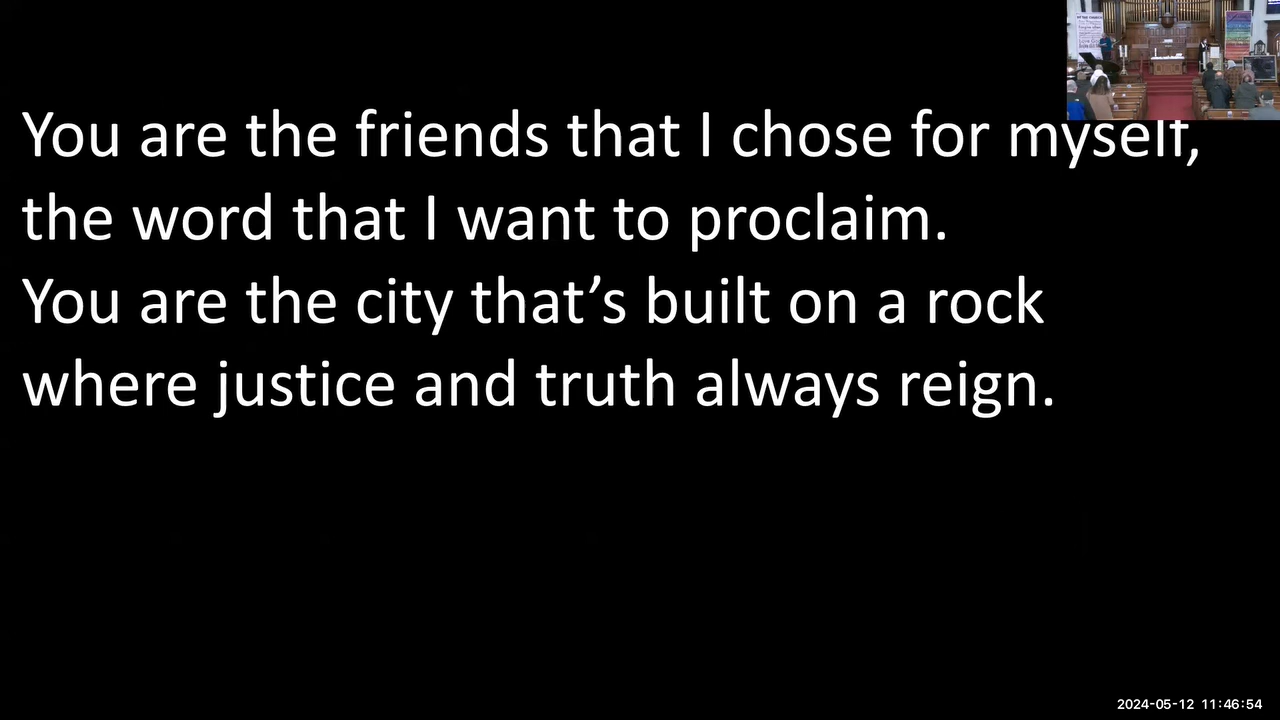 You are the friends that I chose for myself,
the word that I want to proclaim.
You are the city that’s built on a rock
where justice and truth always reign.
2024-05-12 11:46:54